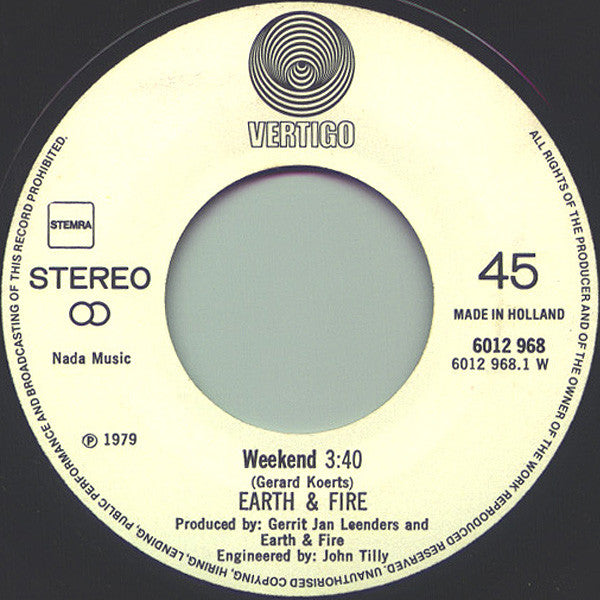 VERTIGO
STEMRA
STEREO
Nada Music
℗ 1979
45
MADE IN HOLLAND
6012 968
6012 968.1 W
Weekend 3:40
(Gerard Koerts)
EARTH & FIRE
Produced by: Gerrit Jan Leenders and
Earth & Fire
Engineered by: John Tilly
ALL RIGHTS OF THE PRODUCER AND OF THE OWNER OF THE WORK REPRODUCED RESERVED. UNAUTHORISED COPYING, HIRING, LENDING, PUBLIC PERFORMANCE AND BROADCASTING OF THIS RECORD PROHIBITED.